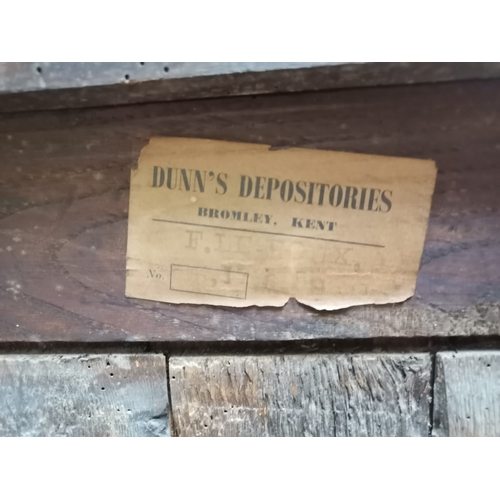 DUNN'S DEPOSITORIES
BROMLEY, KENT
No.